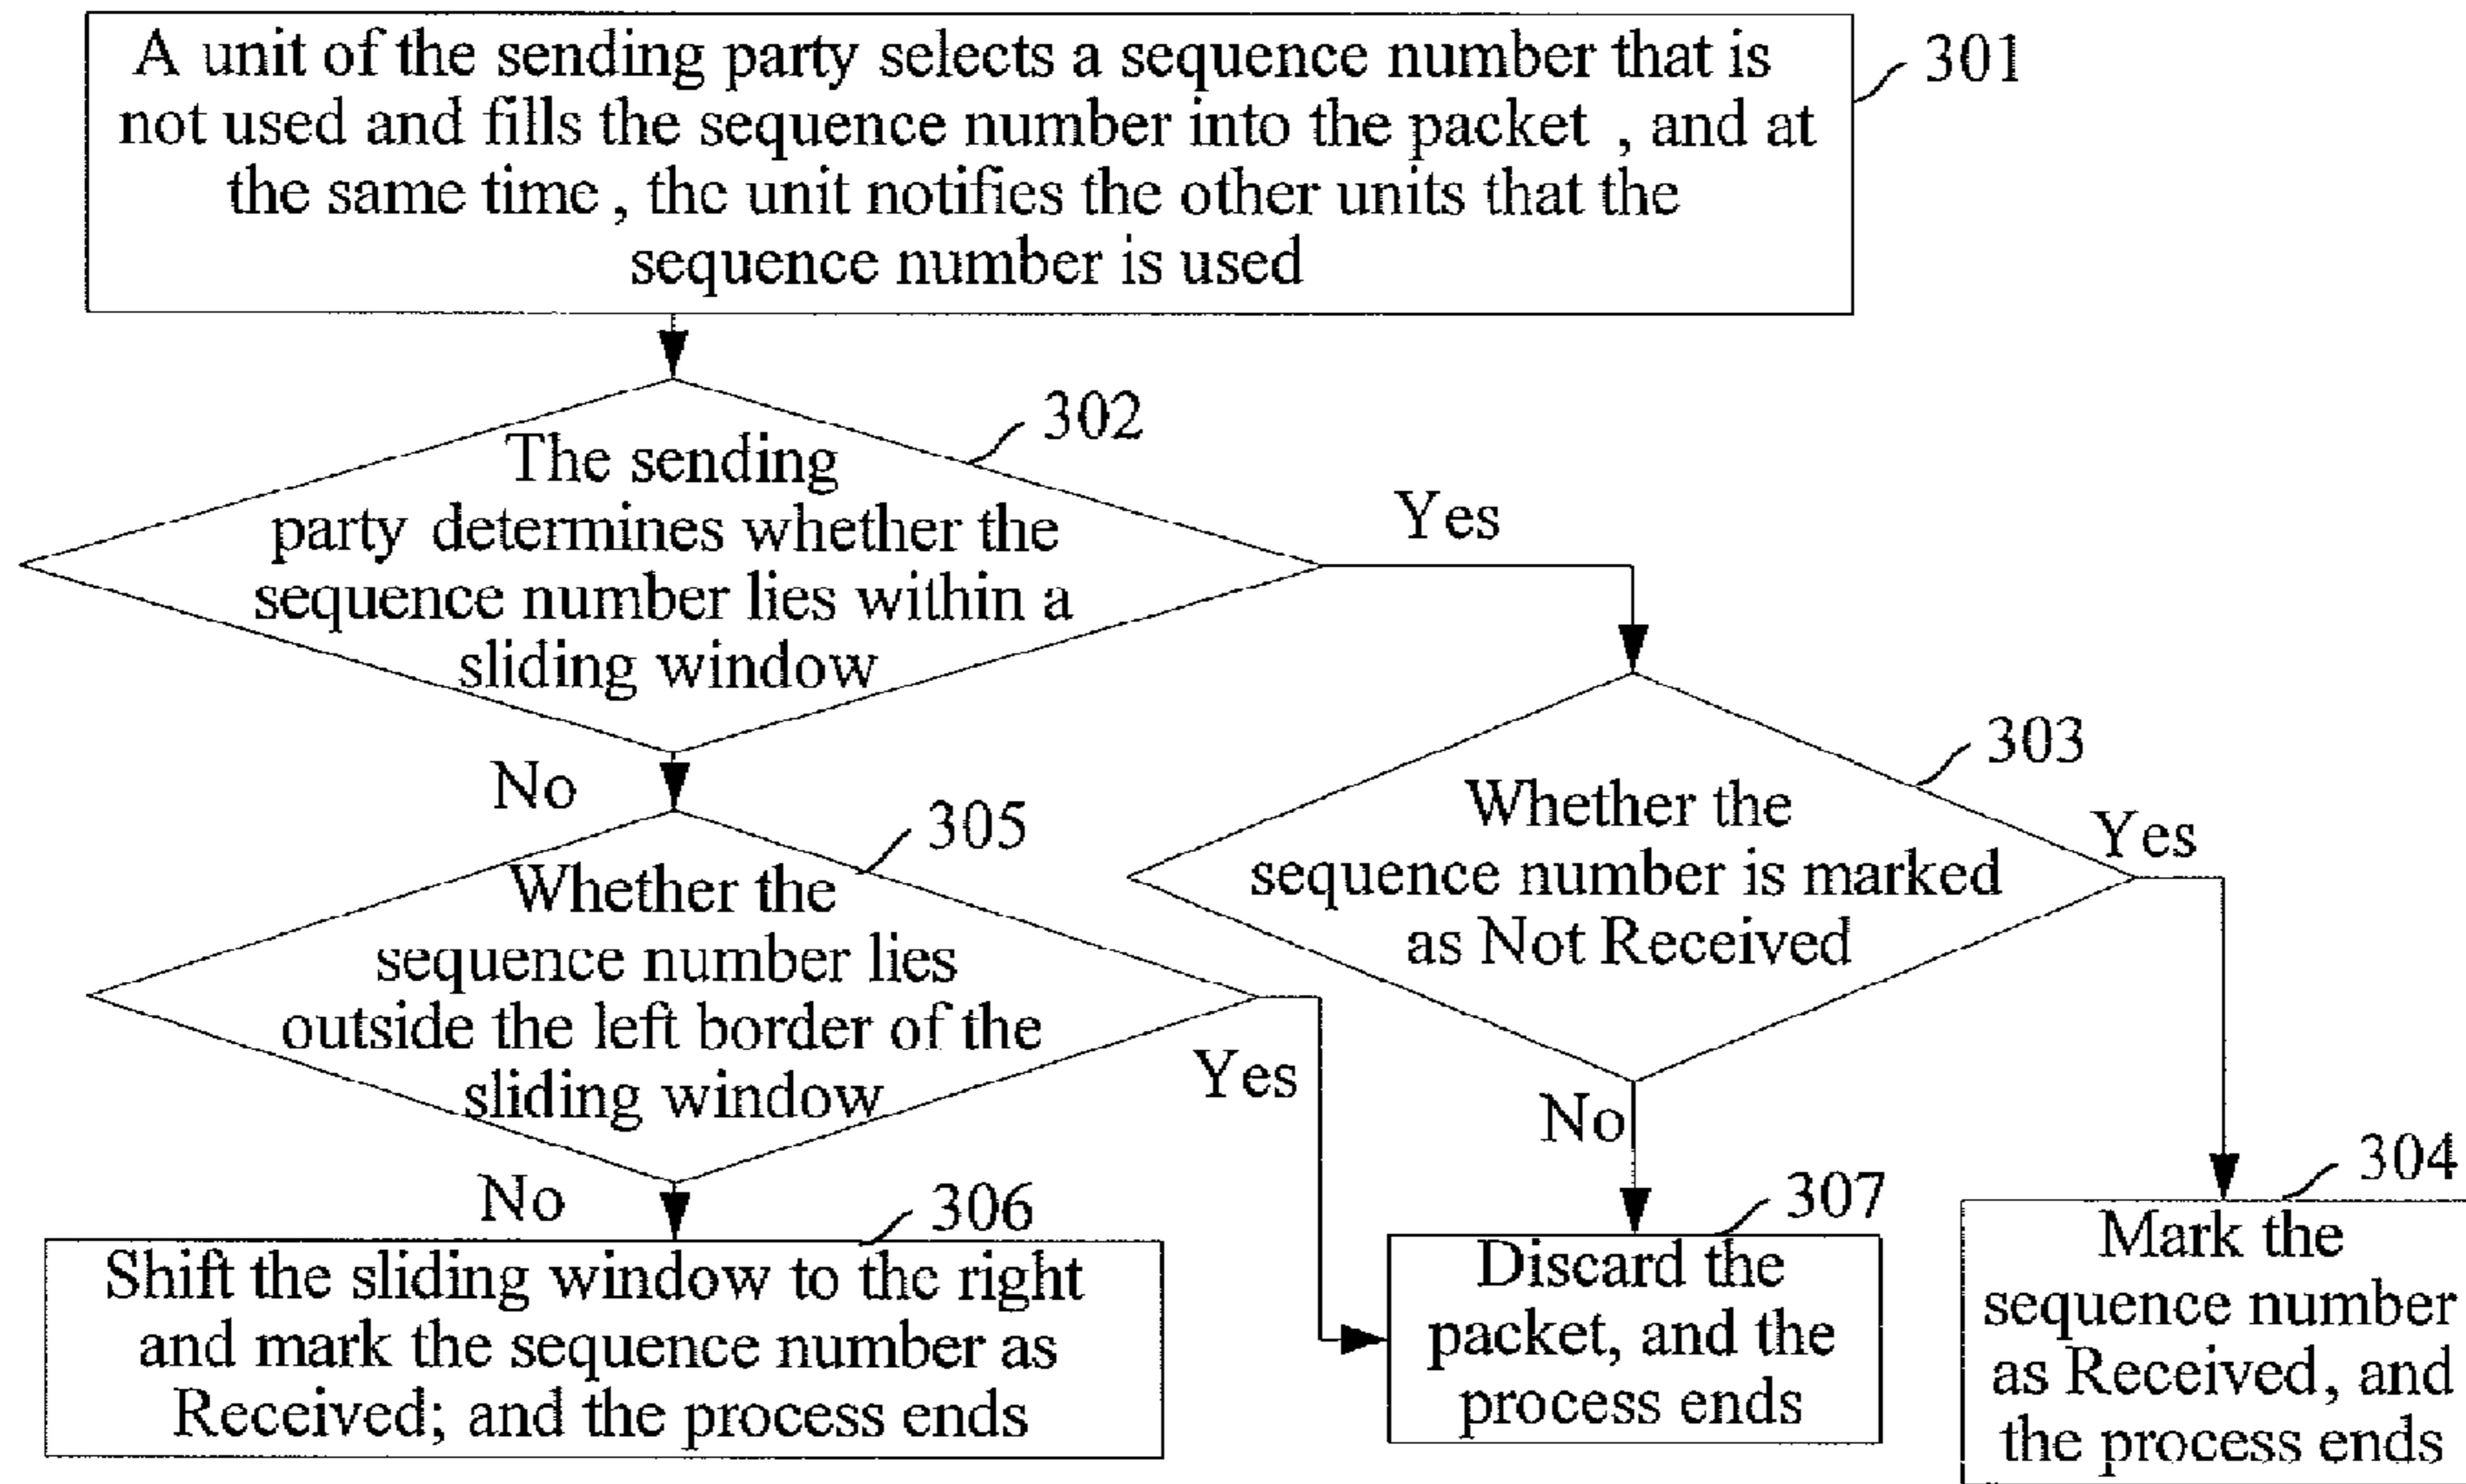 A unit of the sending party selects a sequence number that is
not used and fills the sequence number into the packet , and at
the same time , the unit notifies the other units that the
sequence number is used
301
302
The sending
party determines whether the
sequence number lies within a
sliding window
Yes
No
303
Whether the
sequence number is marked
as Not Received
Yes
No
305
Whether the
sequence number lies
outside the left border of the
sliding window
Yes
No
306
Shift the sliding window to the right
and mark the sequence number as
Received; and the process ends
307
Discard the
packet, and the
process ends
304
Mark the
sequence number
as Received, and
the process ends